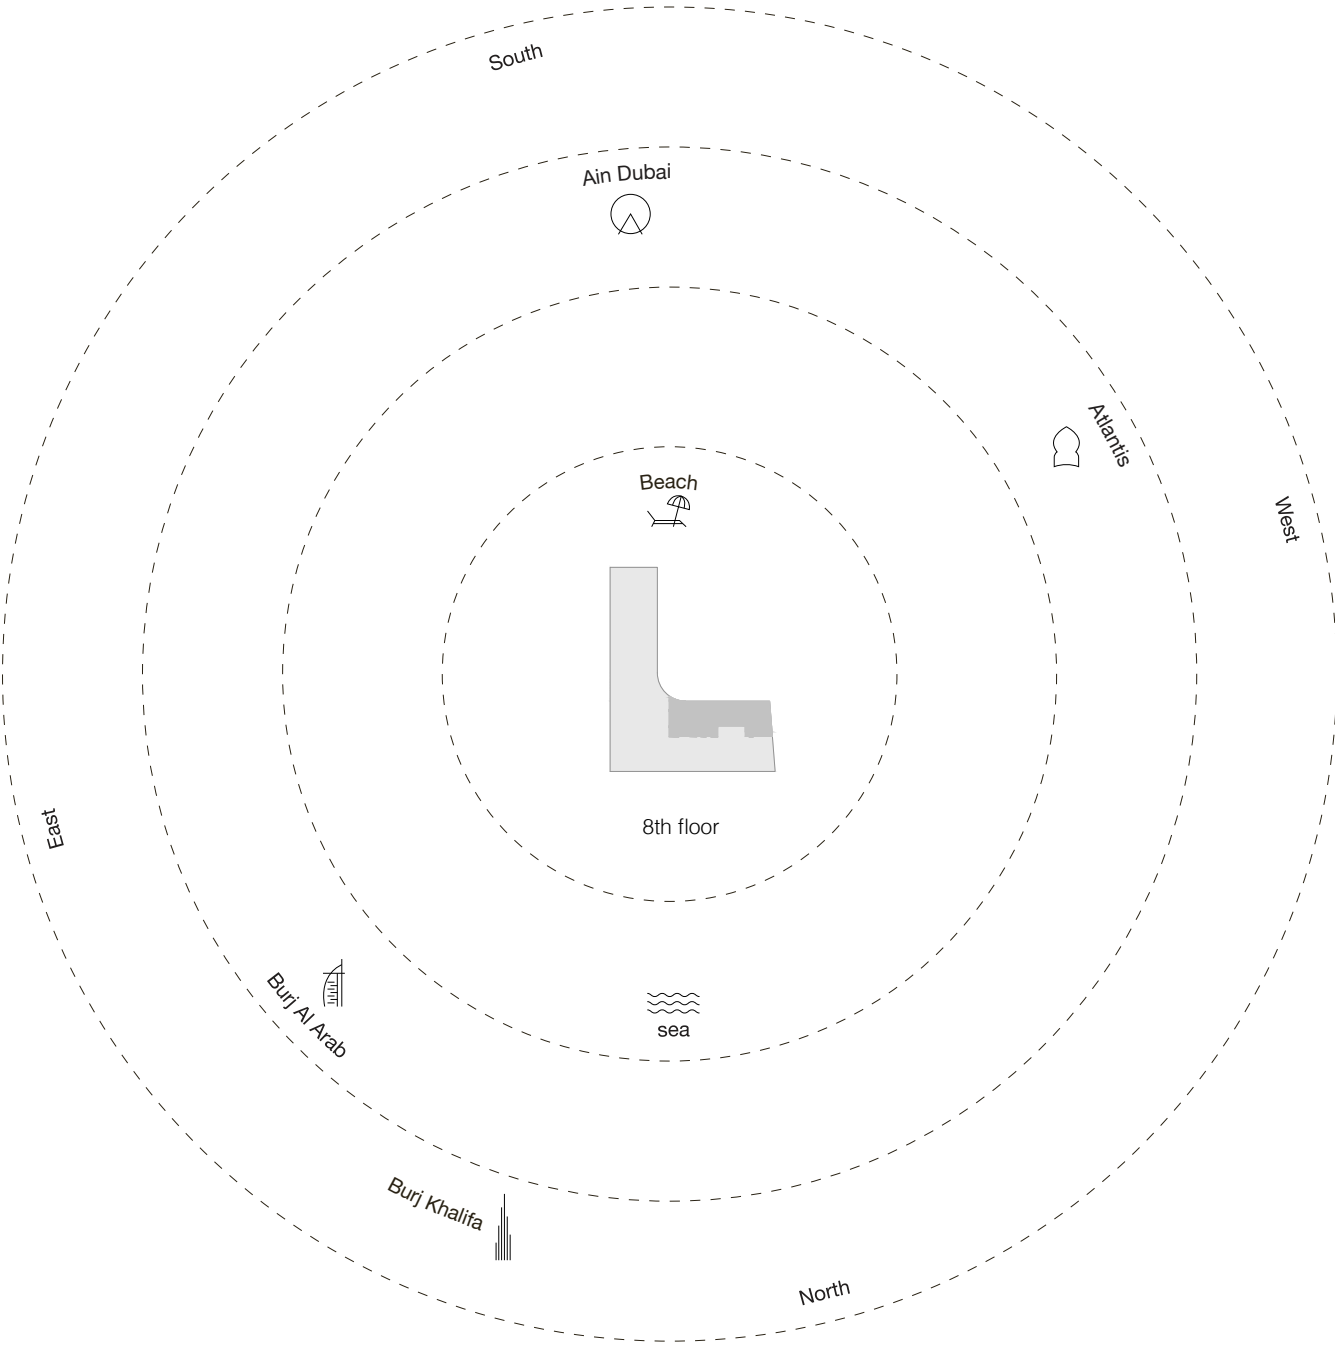 South
Ain Dubai
Atlantis
Beach
West
8th floor
East
Burj Al Arab
sea
Burj Khalifa
North